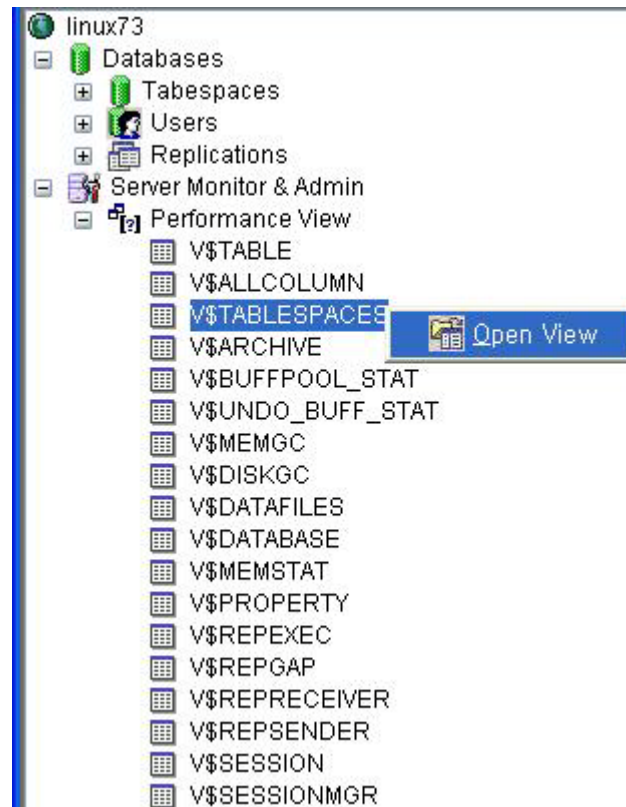 linux73
Databases
Tabespaces
Users
Replications
Server Monitor & Admin
Performance View
V$TABLE
V$ALLCOLUMN
V$TABLESPACES
Open View
V$ARCHIVE
V$BUFFPOOL_STAT
V$UNDO_BUFF_STAT
V$MEMGC
V$DISKGC
V$DATAFILES
V$DATABASE
V$MEMSTAT
V$PROPERTY
V$REPEXEC
V$REPGAP
V$REPRECEIVER
V$REPSENDER
V$SESSION
V$SESSIONMGR